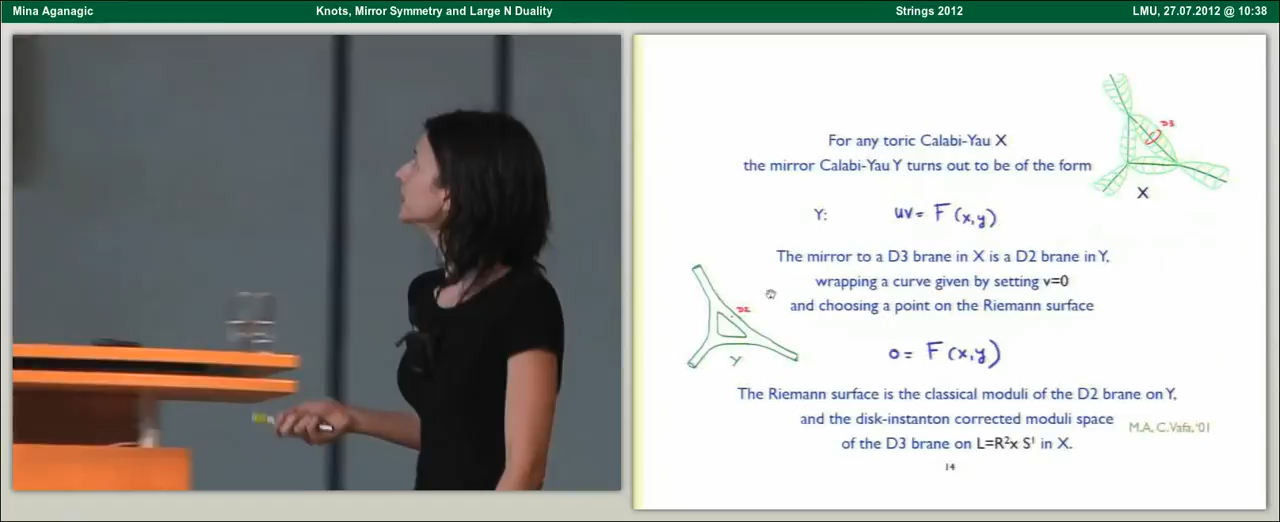 Mina Aganagic
Knots, Mirror Symmetry and Large N Duality
Strings 2012
LMU, 27.07.2012 @ 10:38
D3
For any toric Calabi-Yau X
the mirror Calabi-Yau Y turns out to be of the form
X
Y: uv= F(x,y)
The mirror to a D3 brane in X is a D2 brane in Y,
wrapping a curve given by setting v=0
and choosing a point on the Riemann surface
D2
Y
0= F(x,y)
The Riemann surface is the classical moduli of the D2 brane on Y,
and the disk-instanton corrected moduli space
M.A, C.Vafa,'01
of the D3 brane on L=R²x S¹ in X.
14